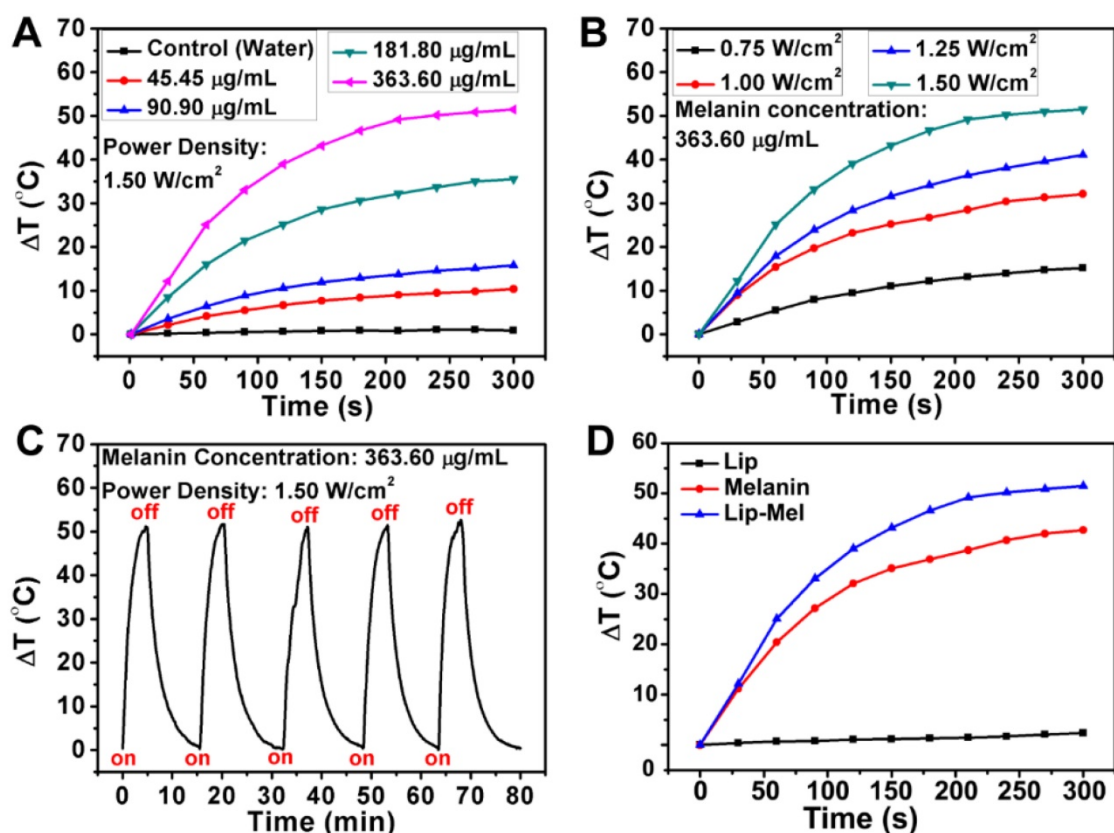 A
70
60
50
40
30
20
10
0
ΔT (°C)
Control (Water)
45.45 μg/mL
90.90 μg/mL
181.80 μg/mL
363.60 μg/mL
Power Density:
1.50 W/cm²
0 50 100 150 200 250 300
Time (s)
B
70
60
50
40
30
20
10
0
ΔT (°C)
0.75 W/cm²
1.00 W/cm²
1.25 W/cm²
1.50 W/cm²
Melanin concentration:
363.60 μg/mL
0 50 100 150 200 250 300
Time (s)
C
70
60
50
40
30
20
10
0
ΔT (°C)
Melanin Concentration: 363.60 μg/mL
Power Density: 1.50 W/cm²
off off off off off
on on on on on
0 10 20 30 40 50 60 70 80
Time (min)
D
60
50
40
30
20
10
0
ΔT (°C)
Lip
Melanin
Lip-Mel
0 50 100 150 200 250 300
Time (s)